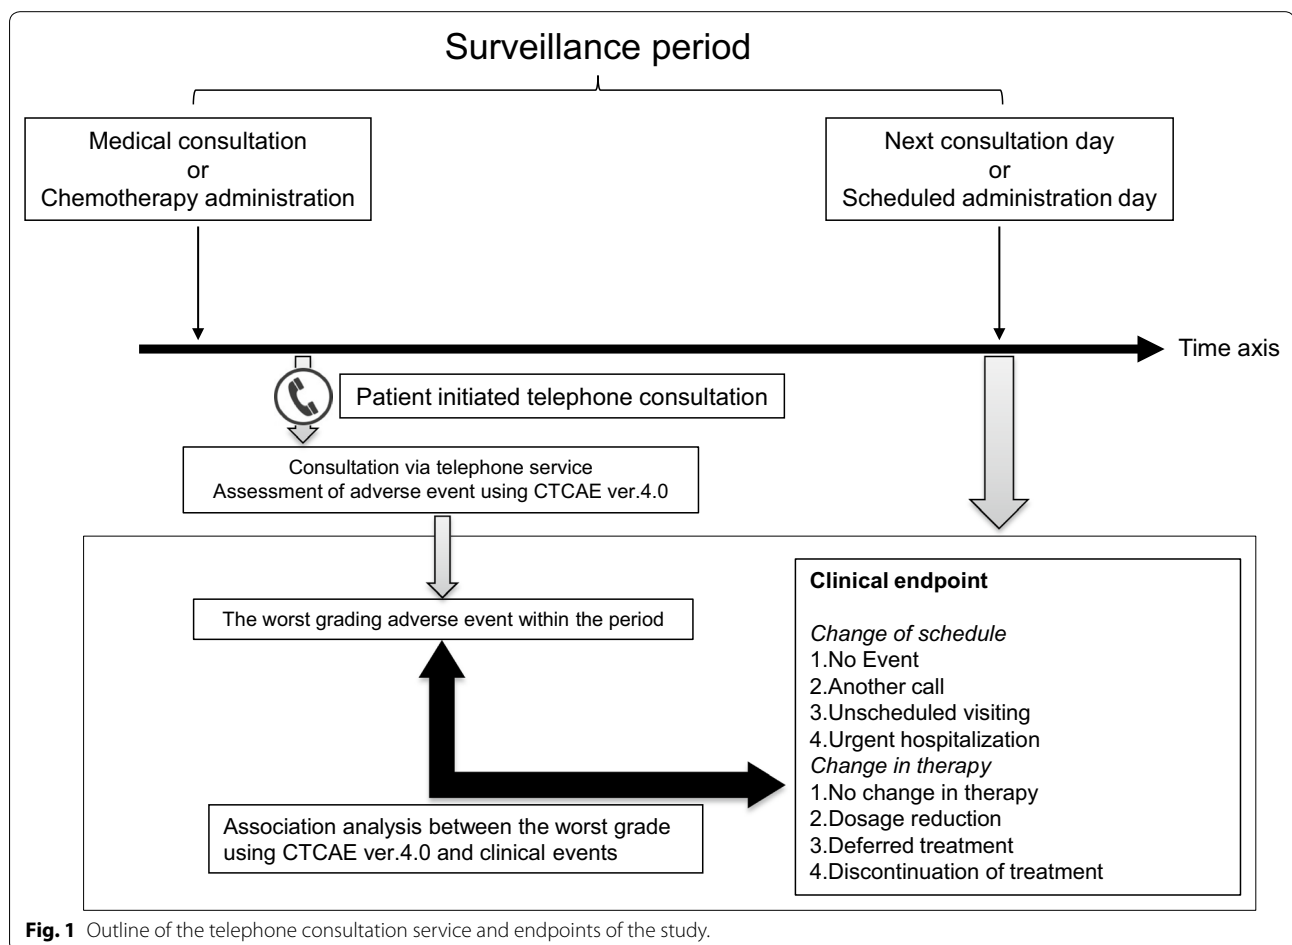 Surveillance period
Medical consultation
or
Chemotherapy administration
Next consultation day
or
Scheduled administration day
Time axis
Patient initiated telephone consultation
Consultation via telephone service
Assessment of adverse event using CTCAE ver.4.0
The worst grading adverse event within the period
Association analysis between the worst grade
using CTCAE ver.4.0 and clinical events
Clinical endpoint
Change of schedule
1.No Event
2.Another call
3.Unscheduled visiting
4.Urgent hospitalization
Change in therapy
1.No change in therapy
2.Dosage reduction
3.Deferred treatment
4.Discontinuation of treatment
Fig. 1 Outline of the telephone consultation service and endpoints of the study.